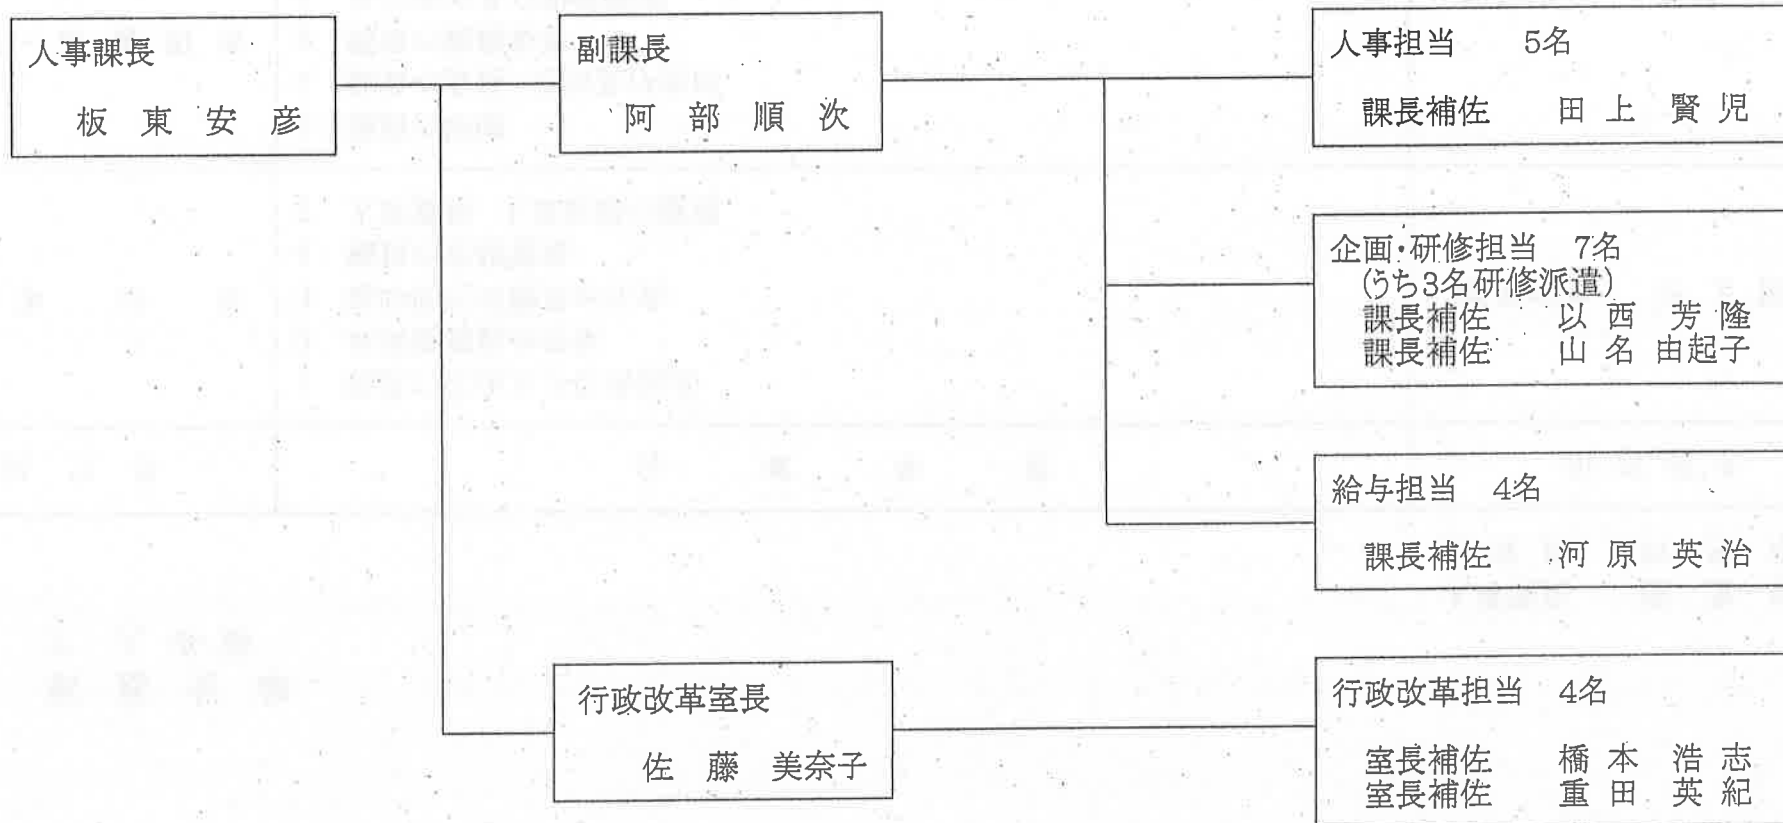 人事課長
板 東 安 彦
副課長
阿 部 順 次
人事担当 5名
課長補佐 田 上 賢 児
企画・研修担当 7名
(うち3名研修派遣)
課長補佐 以 西 芳 隆
課長補佐 山 名 由起子
給与担当 4名
課長補佐 河 原 英 治
行政改革室長
佐 藤 美奈子
行政改革担当 4名
室長補佐 橋 本 浩 志
室長補佐 重 田 英 紀